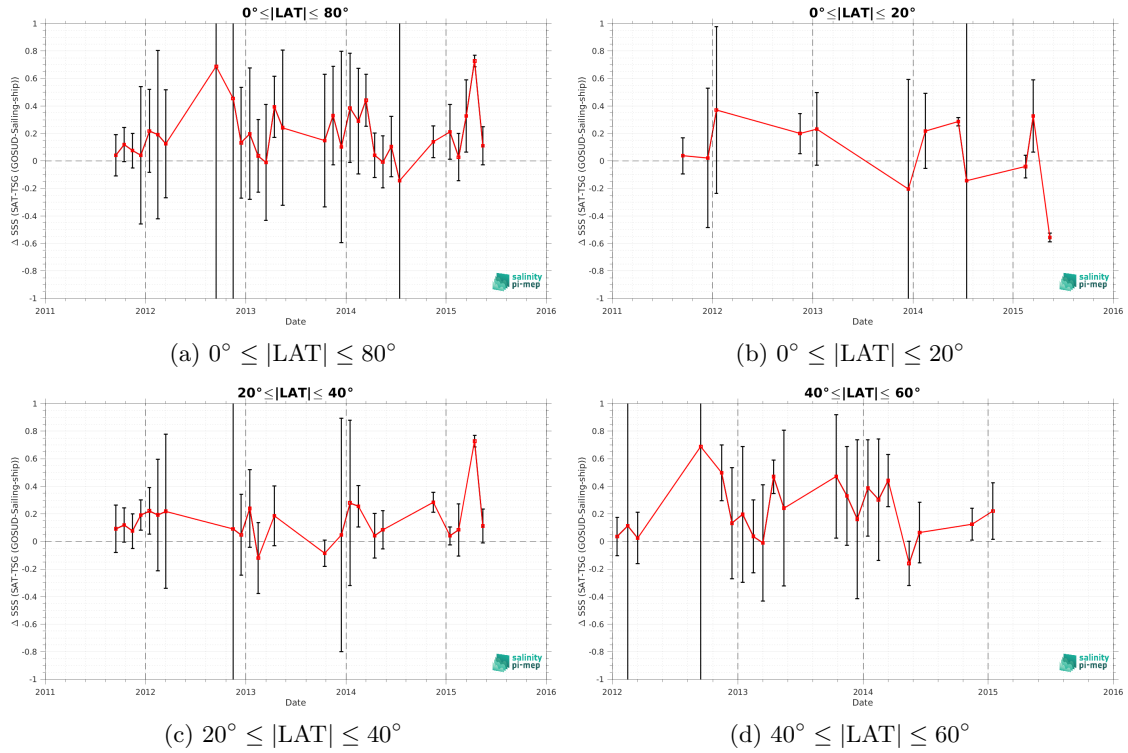 0°≤|LAT|≤ 80°
Δ SSS (SAT-TSG (GOSUD-Sailing-ship))
1
0.8
0.6
0.4
0.2
0
-0.2
-0.4
-0.6
-0.8
-1
2011 2012 2013 2014 2015 2016
Date
salinity
pi-mep
(a) 0° ≤ |LAT| ≤ 80°
0°≤|LAT|≤ 20°
Δ SSS (SAT-TSG (GOSUD-Sailing-ship))
1
0.8
0.6
0.4
0.2
0
-0.2
-0.4
-0.6
-0.8
-1
2011 2012 2013 2014 2015 2016
Date
salinity
pi-mep
(b) 0° ≤ |LAT| ≤ 20°
20°≤|LAT|≤ 40°
Δ SSS (SAT-TSG (GOSUD-Sailing-ship))
1
0.8
0.6
0.4
0.2
0
-0.2
-0.4
-0.6
-0.8
-1
2011 2012 2013 2014 2015 2016
Date
salinity
pi-mep
(c) 20° ≤ |LAT| ≤ 40°
40°≤|LAT|≤ 60°
Δ SSS (SAT-TSG (GOSUD-Sailing-ship))
1
0.8
0.6
0.4
0.2
0
-0.2
-0.4
-0.6
-0.8
-1
2012 2013 2014 2015 2016
Date
salinity
pi-mep
(d) 40° ≤ |LAT| ≤ 60°